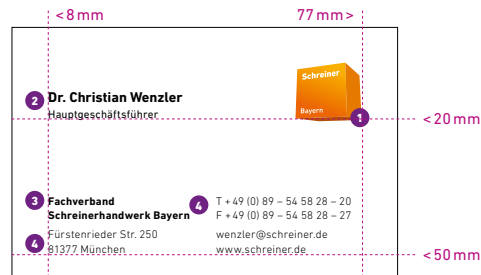 <8 mm 77 mm>
Schreiner
2 Dr. Christian Wenzler
Hauptgeschäftsführer
Bayern
1
<20 mm
3 Fachverband
Schreinerhandwerk Bayern
4 T +49 (0) 89 – 54 58 28 – 20
F +49 (0) 89 – 54 58 28 – 27
4 Fürstenrieder Str. 250
81377 München
wenzler@schreiner.de
www.schreiner.de
<50 mm